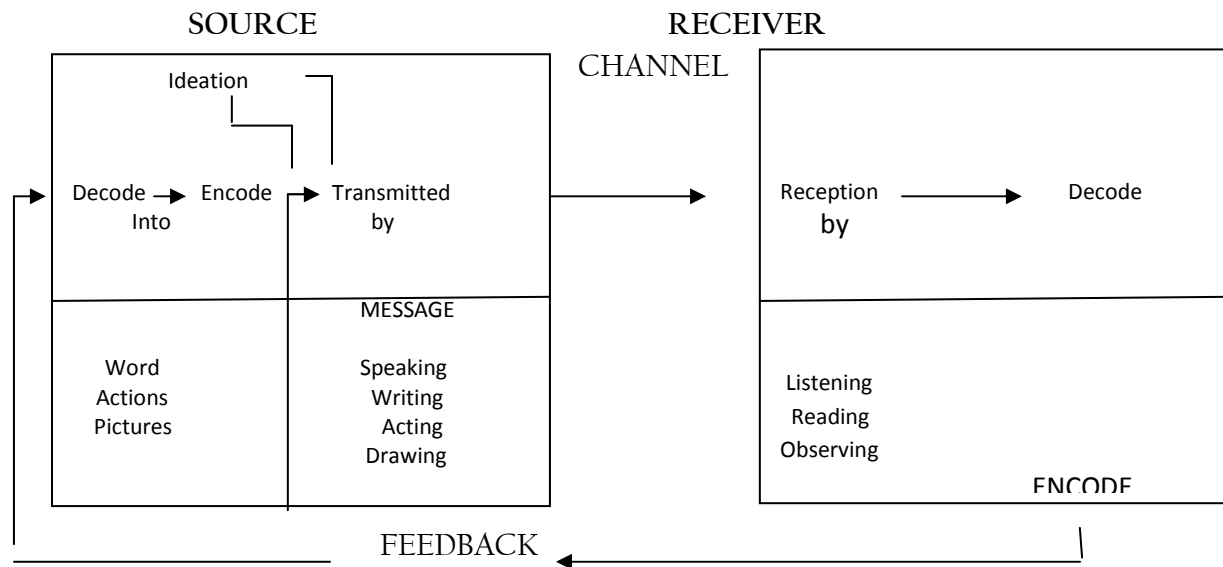 SOURCE RECEIVER
CHANNEL
Ideation
Decode Encode Transmitted
Into by
Reception Decode
by
MESSAGE
Word
Actions
Pictures
Speaking
Writing
Acting
Drawing
Listening
Reading
Observing
ENCODE
FEEDBACK